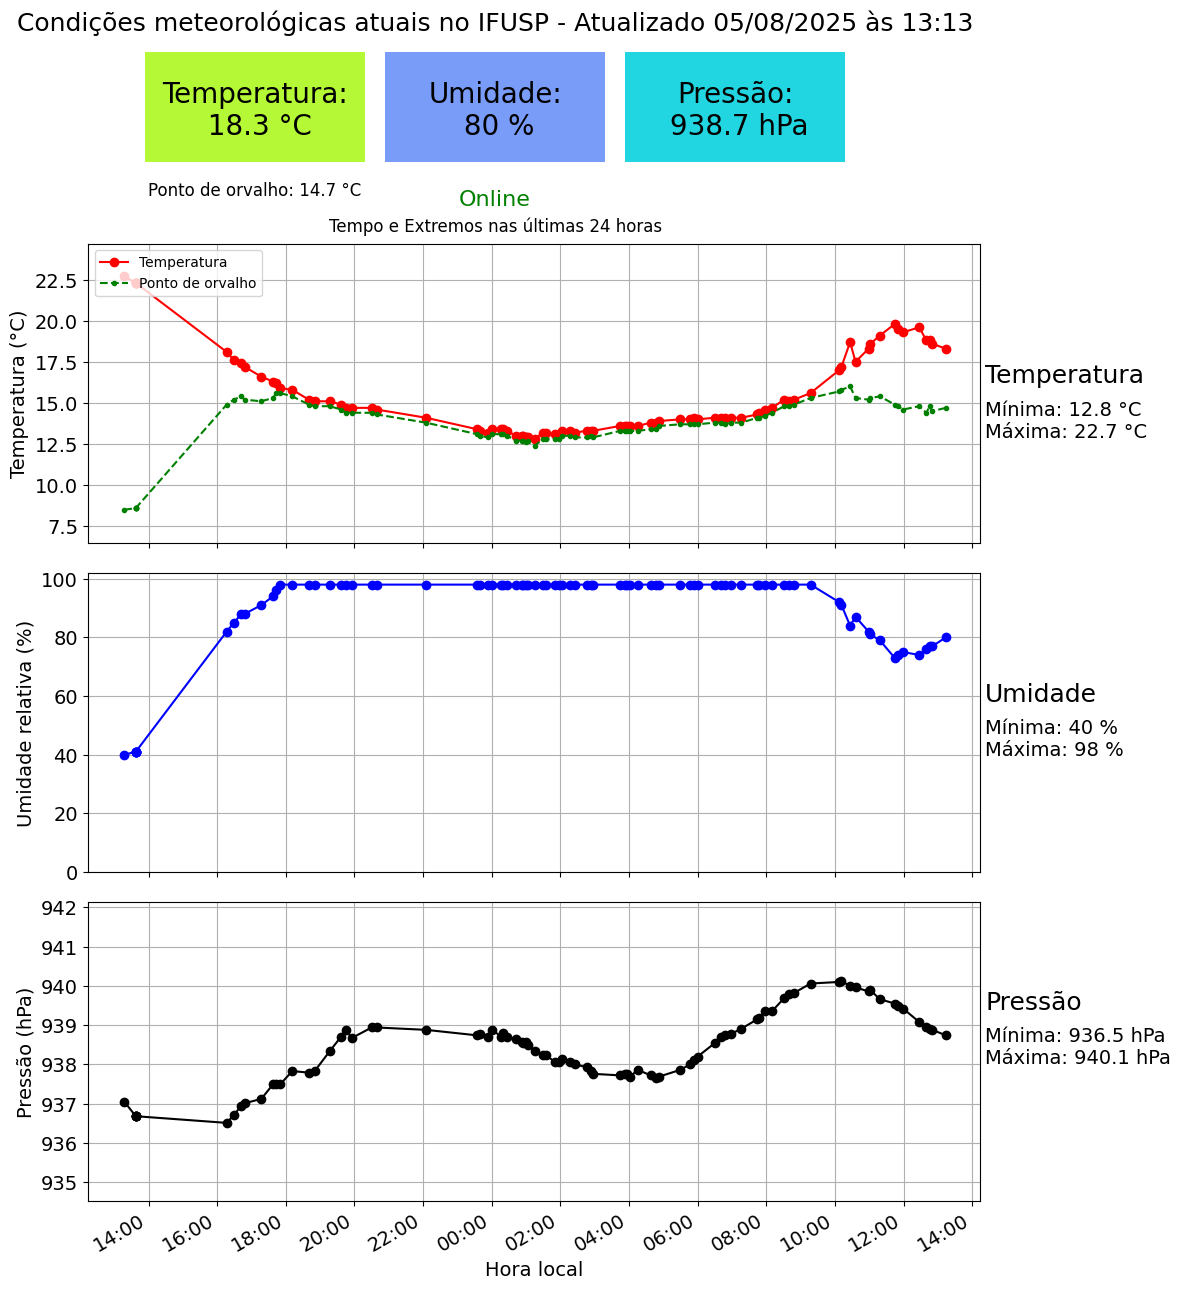 Condições meteorológicas atuais no IFUSP - Atualizado 05/08/2025 às 13:13
Temperatura:
18.3 °C
Umidade:
80 %
Pressão:
938.7 hPa
Ponto de orvalho: 14.7 °C
Online
Tempo e Extremos nas últimas 24 horas
Temperatura
Ponto de orvalho
Temperatura (°C)
22.5
20.0
17.5
15.0
12.5
10.0
7.5
Temperatura
Mínima: 12.8 °C
Máxima: 22.7 °C
Umidade relativa (%)
100
80
60
40
20
0
Umidade
Mínima: 40 %
Máxima: 98 %
Pressão (hPa)
942
941
940
939
938
937
936
935
Pressão
Mínima: 936.5 hPa
Máxima: 940.1 hPa
14:00
16:00
18:00
20:00
22:00
00:00
02:00
04:00
06:00
08:00
10:00
12:00
14:00
Hora local